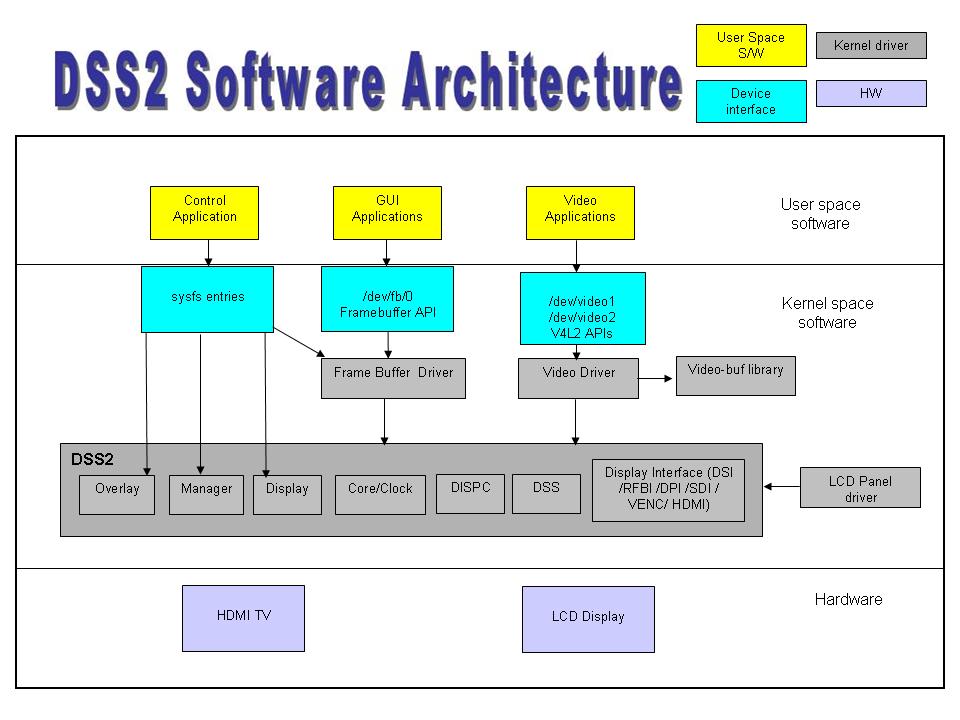 DSS2 Software Architecture
User Space
S/W
Kernel driver
Device
interface
HW
Control
Application
GUI
Applications
Video
Applications
User space
software
sysfs entries
/dev/fb/0
Framebuffer API
/dev/video1
/dev/video2
V4L2 APIs
Kernel space
software
Frame Buffer Driver
Video Driver
Video-buf library
DSS2
Overlay
Manager
Display
Core/Clock
DISPC
DSS
Display Interface (DSI
/RFBI /DPI /SDI /
VENC/ HDMI)
LCD Panel
driver
HDMI TV
LCD Display
Hardware